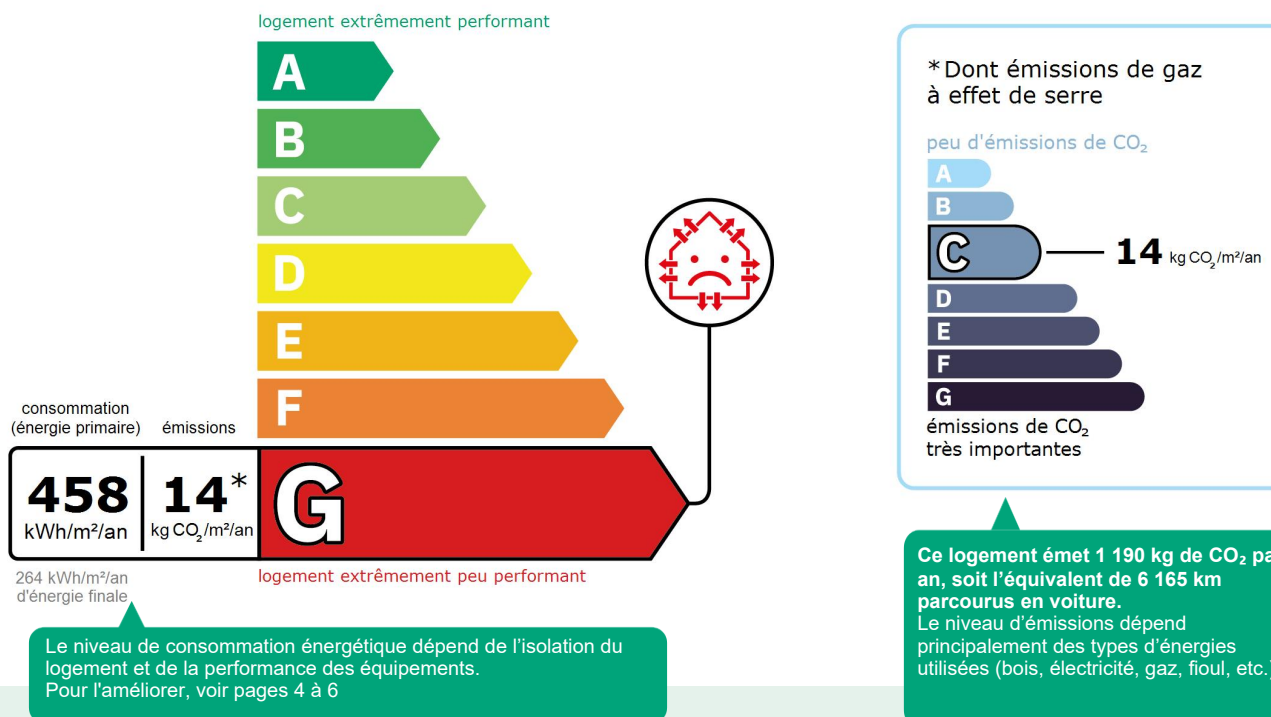 logement extrêmement performant
A
B
C
D
E
F
consommation
(énergie primaire)
émissions
458
kWh/m²/an
14*
kg CO₂/m²/an
G
264 kWh/m²/an
d'énergie finale
logement extrêmement peu performant
Le niveau de consommation énergétique dépend de l'isolation du
logement et de la performance des équipements.
Pour l'améliorer, voir pages 4 à 6
*Dont émissions de gaz
à effet de serre
peu d'émissions de CO₂
A
B
C
14 kg CO₂/m²/an
D
E
F
G
émissions de CO₂
très importantes
Ce logement émet 1 190 kg de CO₂ pa
an, soit l'équivalent de 6 165 km
parcourus en voiture.
Le niveau d'émissions dépend
principalement des types d'énergies
utilisées (bois, électricité, gaz, fioul, etc.)